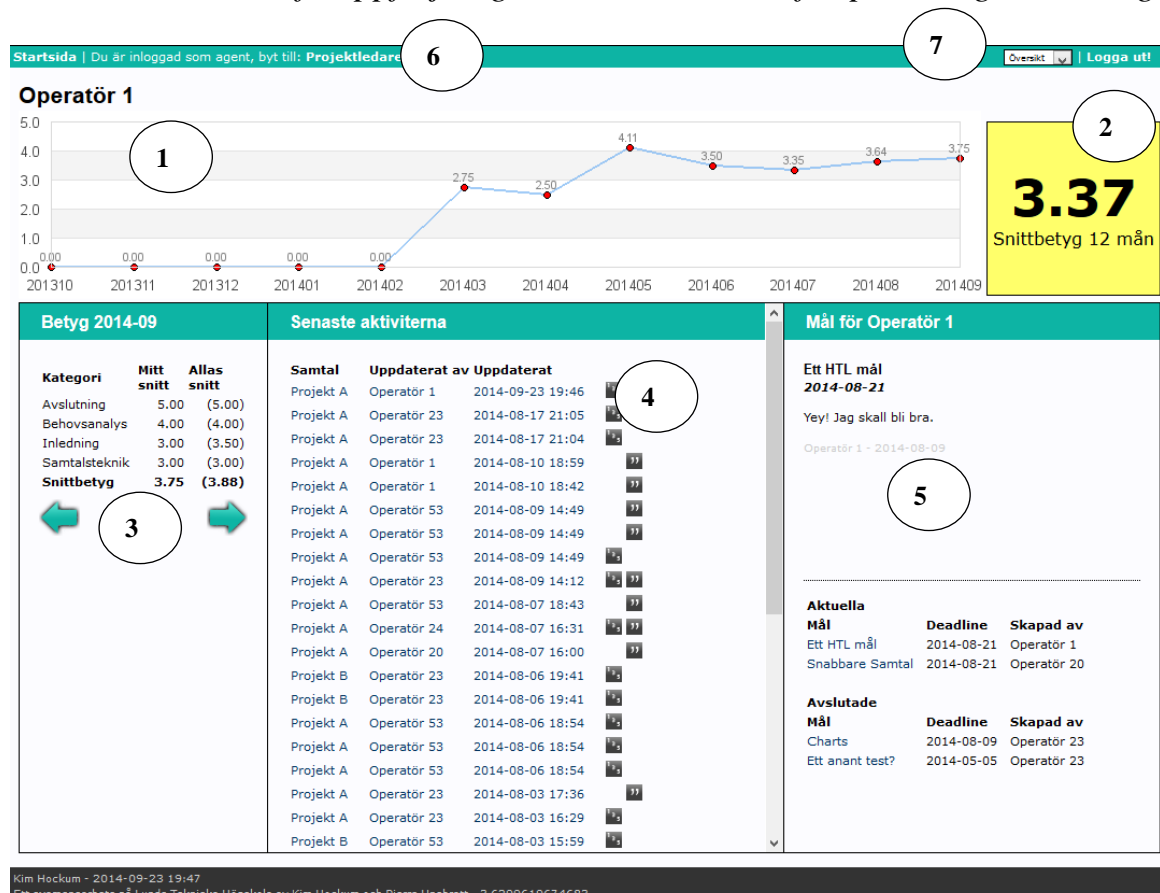 6
7
Startsida | Du är inloggad som agent, byt till: Projektledare
Översikt | Logga ut!
Operatör 1
5.0
4.0
3.0
2.0
1.0
0.0
0.00 0.00 0.00 0.00 0.00 2.75 2.50 4.11 3.50 3.35 3.64 3.75
201310 201311 201312 201401 201402 201403 201404 201405 201406 201407 201408 201409
1
2
3.37
Snittbetyg 12 mån
Betyg 2014-09
Kategori Mitt snitt Allas snitt
Avslutning 5.00 (5.00)
Behovsanalys 4.00 (4.00)
Inledning 3.00 (3.50)
Samtalsteknik 3.00 (3.00)
Snittbetyg 3.75 (3.88)
3
Senaste aktiviterna
Samtal Uppdaterat av Uppdaterat
Projekt A Operatör 1 2014-09-23 19:46
Projekt A Operatör 23 2014-08-17 21:05
Projekt A Operatör 23 2014-08-17 21:04
Projekt A Operatör 1 2014-08-10 18:59
Projekt A Operatör 1 2014-08-10 18:42
Projekt A Operatör 53 2014-08-09 14:49
Projekt A Operatör 53 2014-08-09 14:49
Projekt A Operatör 53 2014-08-09 14:49
Projekt A Operatör 23 2014-08-09 14:12
Projekt A Operatör 53 2014-08-07 18:43
Projekt A Operatör 24 2014-08-07 16:31
Projekt A Operatör 20 2014-08-07 16:00
Projekt B Operatör 23 2014-08-06 19:41
Projekt B Operatör 23 2014-08-06 19:41
Projekt A Operatör 53 2014-08-06 18:54
Projekt A Operatör 53 2014-08-06 18:54
Projekt A Operatör 53 2014-08-06 18:54
Projekt A Operatör 23 2014-08-03 17:36
Projekt A Operatör 23 2014-08-03 16:29
Projekt B Operatör 53 2014-08-03 15:59
4
Mål för Operatör 1
Ett HTL mål
2014-08-21
Yey! Jag skall bli bra.
Operatör 1 - 2014-08-09
5
Aktuella
Mål Deadline Skapad av
Ett HTL mål 2014-08-21 Operatör 1
Snabbare Samtal 2014-08-21 Operatör 20
Avslutade
Mål Deadline Skapad av
Charts 2014-08-09 Operatör 23
Ett anant test? 2014-05-05 Operatör 23
Kim Hockum - 2014-09-23 19:47